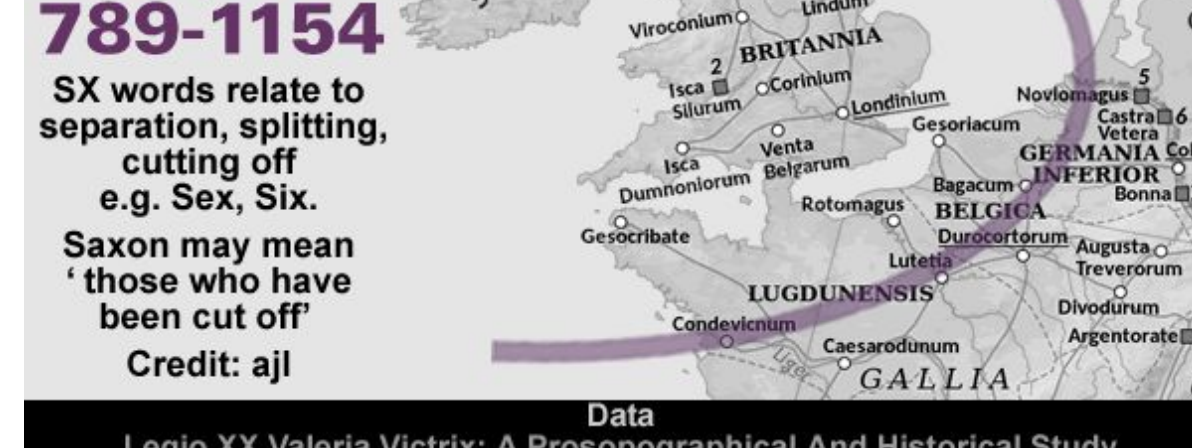 789-1154
SX words relate to
separation, splitting,
cutting off
e.g. Sex, Six.
Saxon may mean
‘ those who have
been cut off’
Credit: ajl
Viroconium
Lindum
BRITANNIA
2
Isca
Silurum
Corinium
Londinium
Isca
Dumnoniorum
Venta
Belgarum
Gesoriacum
Noviomagus
5
Castra
Vetera
6
GERMANIA
INFERIOR
Col
Bonna
Bagacum
BELGICA
Rotomagus
Gesocribate
Durocortorum
Augusta
Treverorum
Lutetia
LUGDUNENSIS
Divodurum
Condevicnum
Argentorate
Caesarodunum
Liger
GALLIA
Data
Legio XX Valeria Victrix: A Prosopographical And Historical Study